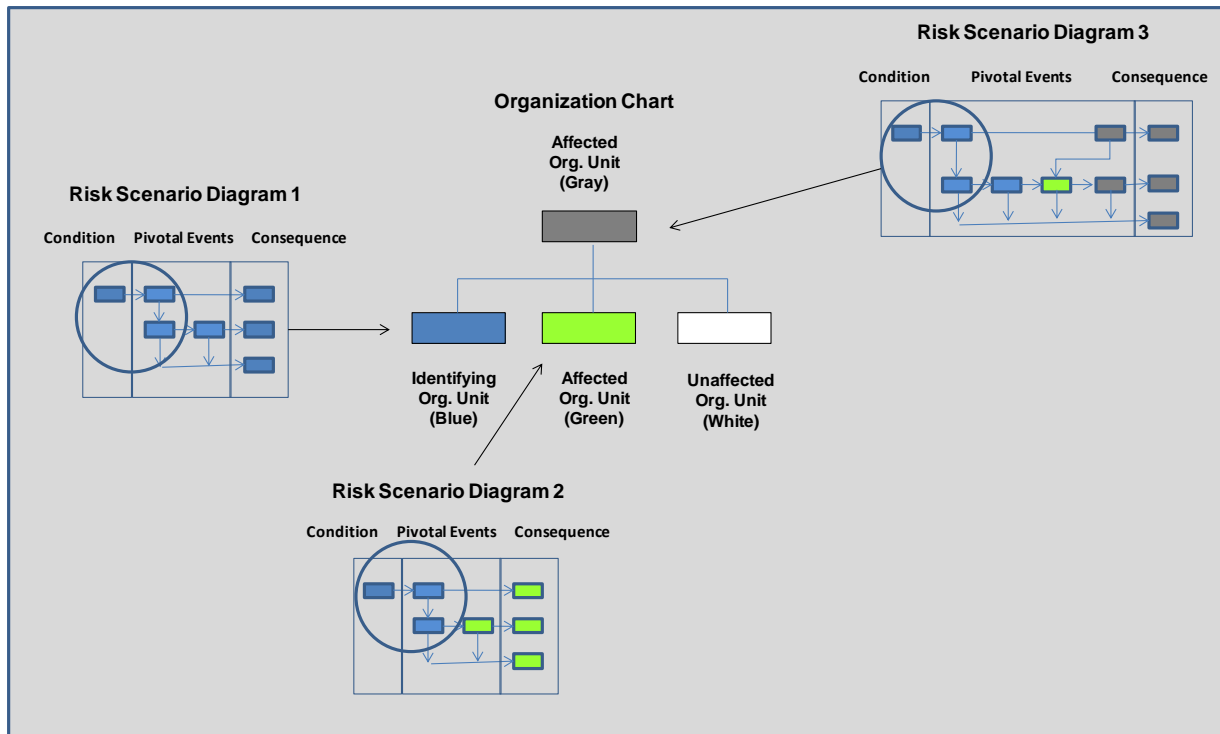 Risk Scenario Diagram 3
Condition Pivotal Events Consequence
Organization Chart
Affected
Org. Unit
(Gray)
Risk Scenario Diagram 1
Condition Pivotal Events Consequence
Identifying
Org. Unit
(Blue)
Affected
Org. Unit
(Green)
Unaffected
Org. Unit
(White)
Risk Scenario Diagram 2
Condition Pivotal Events Consequence